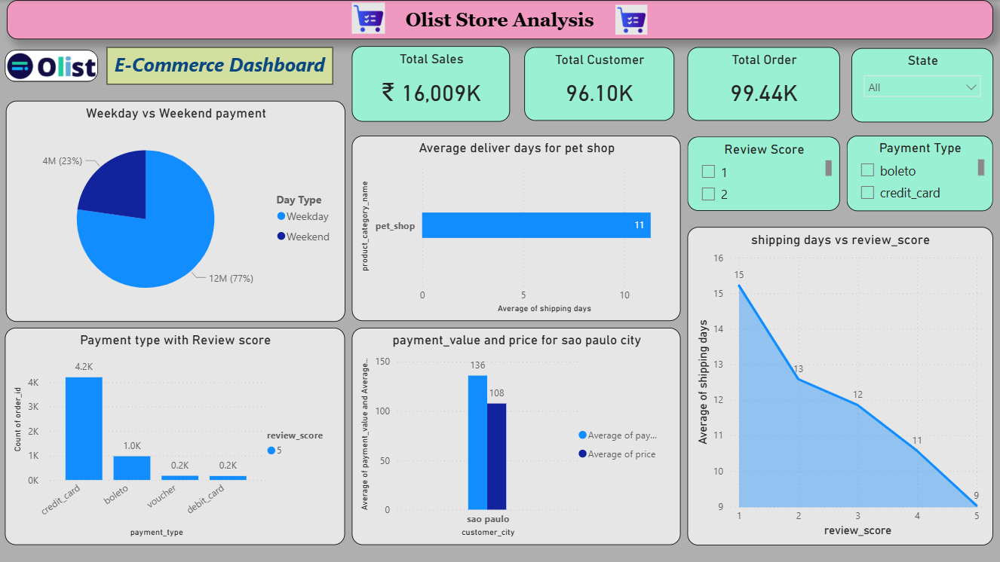 Olist Store Analysis
Olist
E-Commerce Dashboard
Total Sales
₹ 16,009K
Total Customer
96.10K
Total Order
99.44K
State
All
Weekday vs Weekend payment
4M (23%)
12M (77%)
Day Type
Weekday
Weekend
Average deliver days for pet shop
product_category_name
pet_shop
11
0 5 10
Average of shipping days
Review Score
1
2
Payment Type
boleto
credit_card
Payment type with Review score
Count of order_id
4K
3K
2K
1K
0K
4.2K
1.0K
0.2K
0.2K
credit_card
boleto
voucher
debit_card
payment_type
review_score
5
payment_value and price for sao paulo city
Average of payment_value and Average...
150
100
50
0
136
108
sao paulo
customer_city
Average of pay...
Average of price
shipping days vs review_score
Average of shipping days
16
15
14
13
12
11
10
9
15
13
12
11
9
1 2 3 4 5
review_score